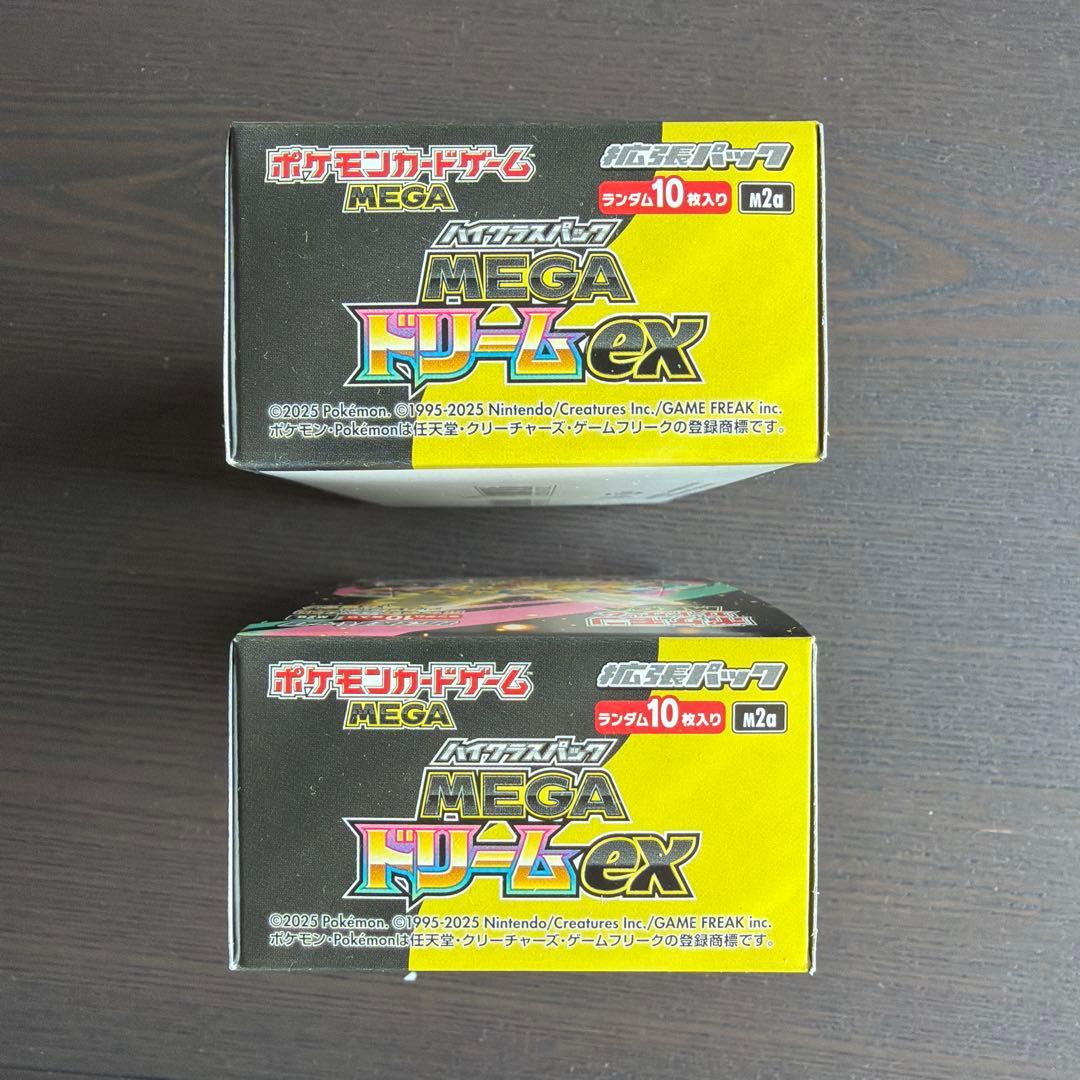 ポケモンカードゲーム
MEGA
拡張パック
ランダム10枚入り M2a
ハイクラスパック
MEGA
ドリームex
©2025 Pokémon. ©1995-2025 Nintendo/Creatures Inc./GAME FREAK inc.
ポケモン・Pokémonは任天堂・クリーチャーズ・ゲームフリークの登録商標です。
ポケモンカードゲーム
MEGA
拡張パック
ランダム10枚入り M2a
ハイクラスパック
MEGA
ドリームex
©2025 Pokémon. ©1995-2025 Nintendo/Creatures Inc./GAME FREAK inc.
ポケモン・Pokémonは任天堂・クリーチャーズ・ゲームフリークの登録商標です。